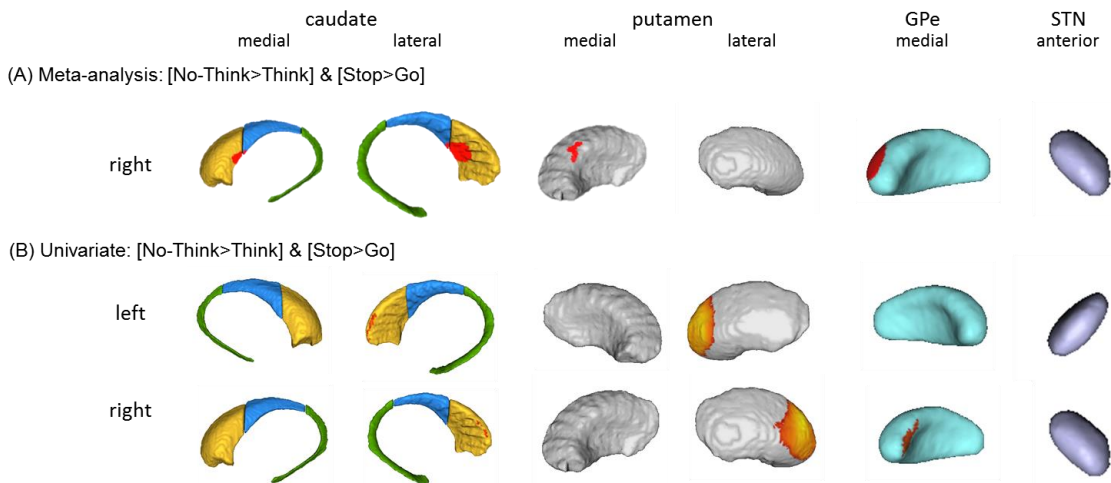 caudate putamen GPe STN
medial lateral medial lateral medial anterior
(A) Meta-analysis: [No-Think>Think] & [Stop>Go]
right
(B) Univariate: [No-Think>Think] & [Stop>Go]
left
right